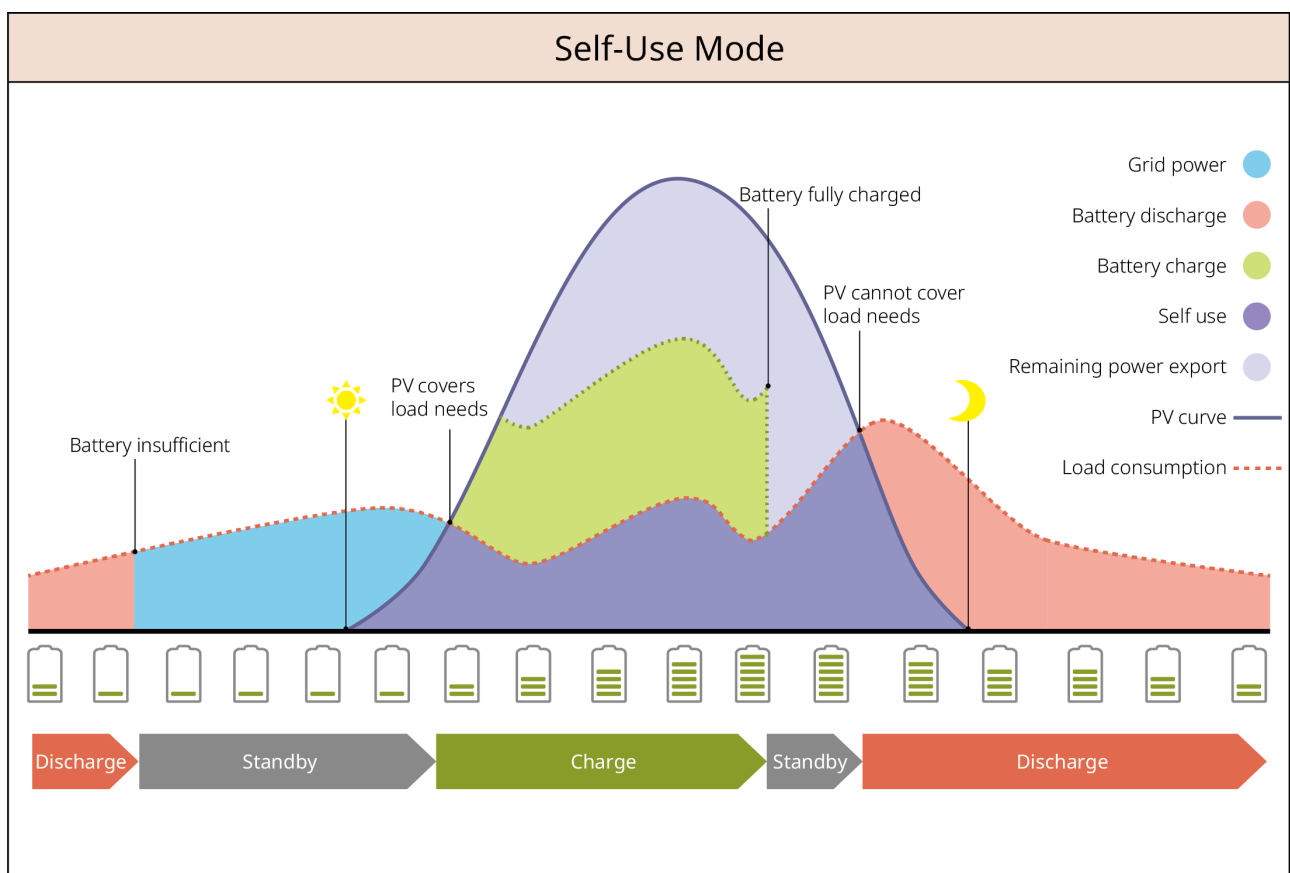 Self-Use Mode
Grid power
Battery fully charged
Battery discharge
Battery charge
PV cannot cover
load needs
Self use
Remaining power export
PV covers
load needs
PV curve
Battery insufficient
Load consumption
Discharge
Standby
Charge
Standby
Discharge